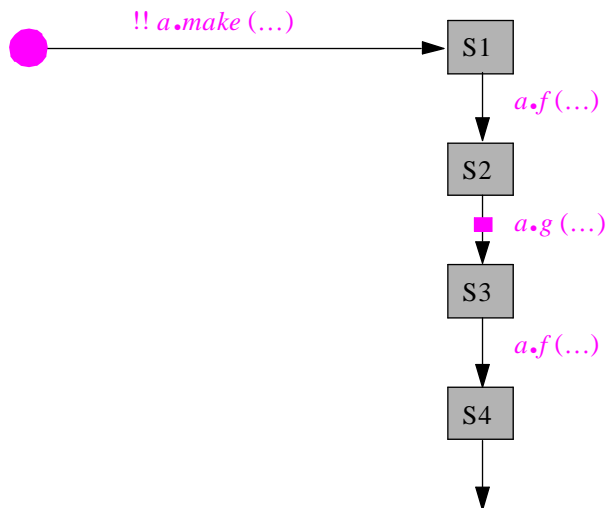 !! a.make (…)
S1
a.f (…)
S2
a.g (…)
S3
a.f (…)
S4